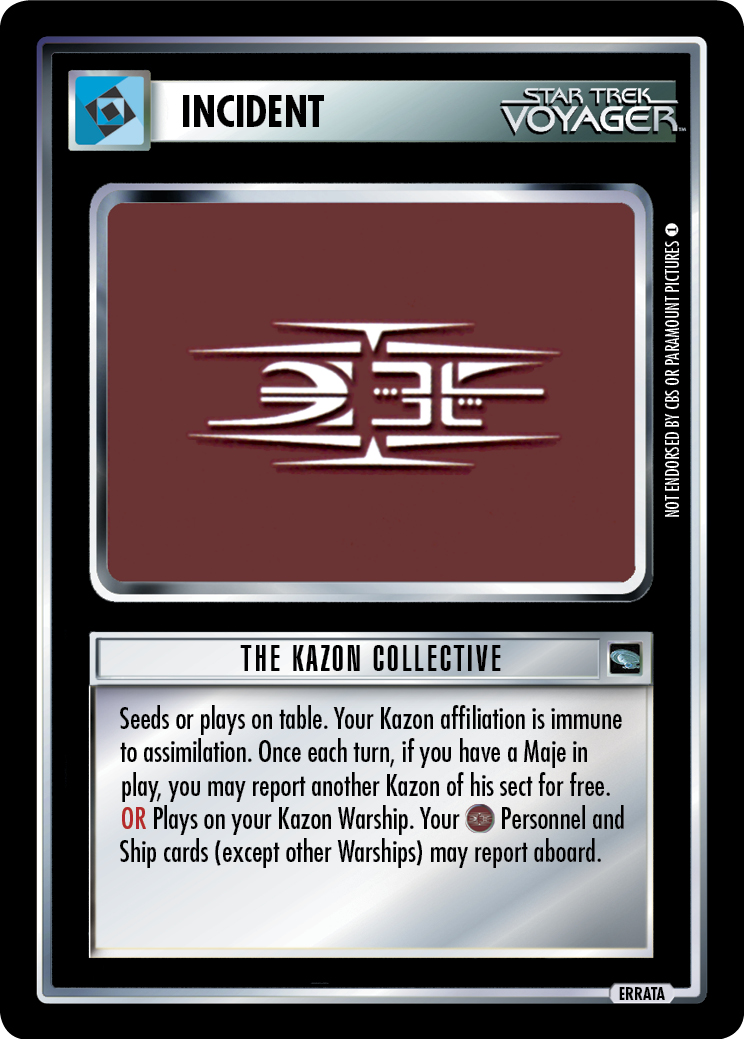 INCIDENT
STAR TREK
VOYAGER™
NOT ENDORSED BY CBS OR PARAMOUNT PICTURES 1
THE KAZON COLLECTIVE
Seeds or plays on table. Your Kazon affiliation is immune
to assimilation. Once each turn, if you have a Maje in
play, you may report another Kazon of his sect for free.
OR Plays on your Kazon Warship. Your Personnel and
Ship cards (except other Warships) may report aboard.
ERRATA